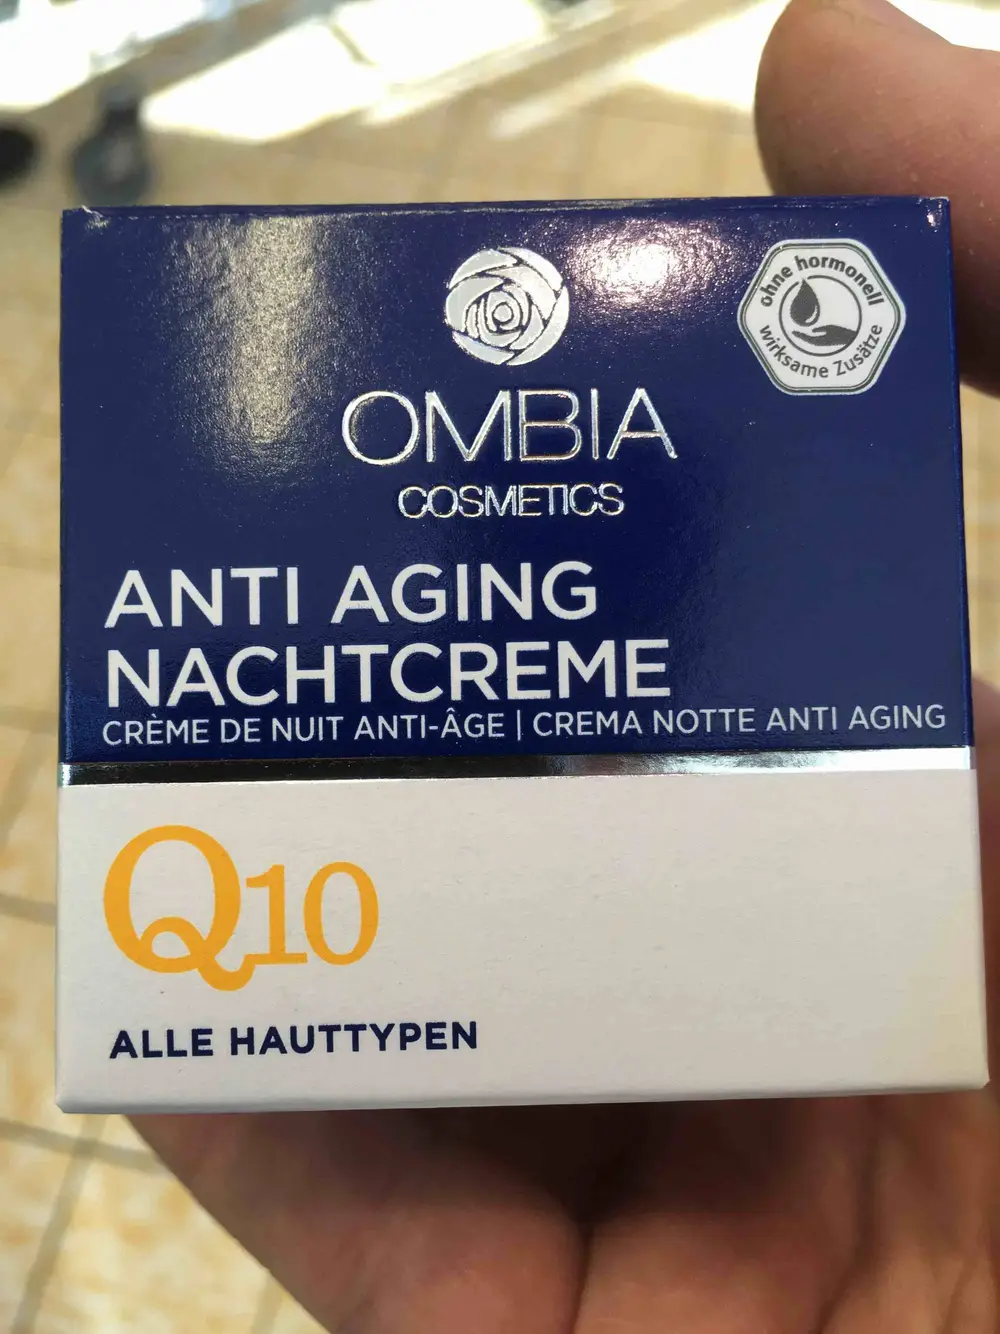 OMBIA
COSMETICS
ohne hormonell
wirksame Zusätze
ANTI AGING
NACHTCREME
CRÈME DE NUIT ANTI-ÂGE | CREMA NOTTE ANTI AGING
Q10
ALLE HAUTTYPEN